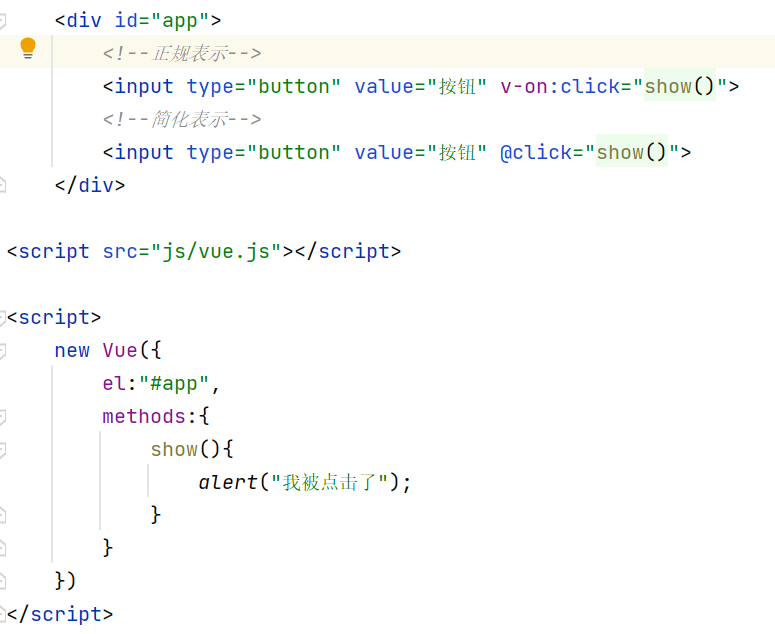 <div id="app">
<!--正规表示-->
<input type="button" value="按钮" v-on:click="show()">
<!--简化表示-->
<input type="button" value="按钮" @click="show()">
</div>
<script src="js/vue.js"></script>
<script>
new Vue({
el:"#app",
methods:{
show(){
alert("我被点击了");
}
}
})
</script>